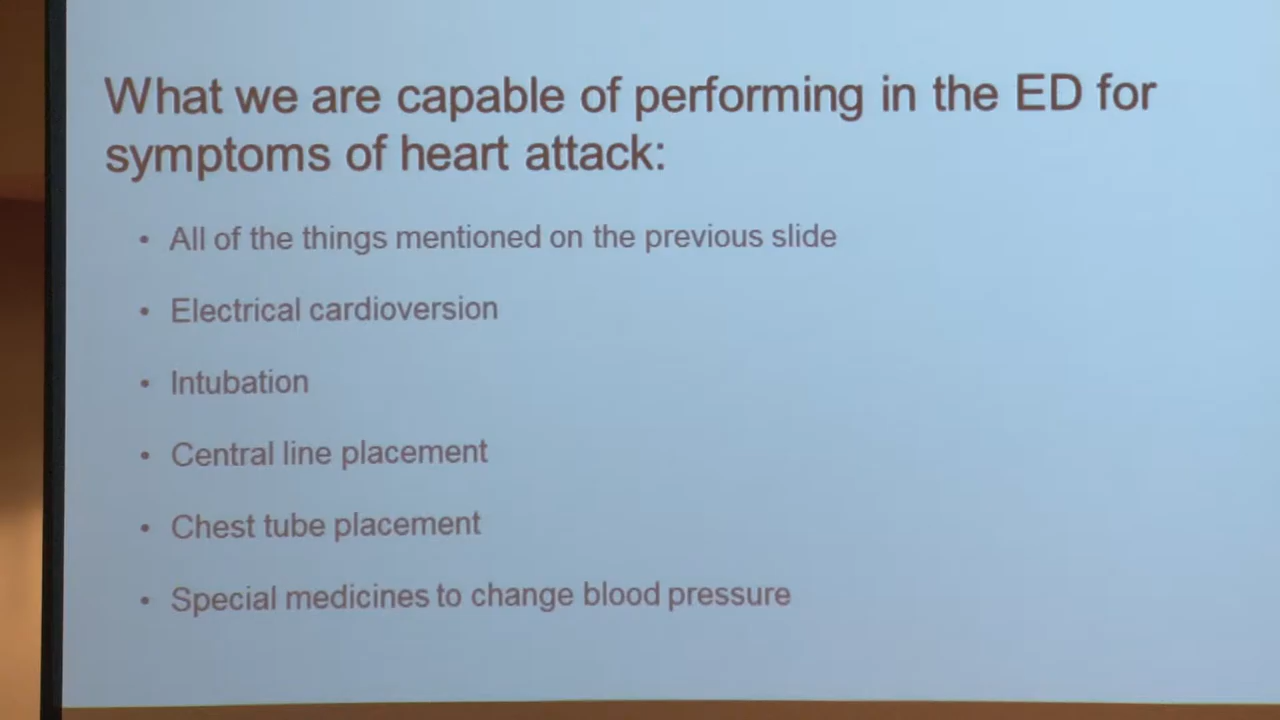 What we are capable of performing in the ED for
symptoms of heart attack:
• All of the things mentioned on the previous slide
• Electrical cardioversion
• Intubation
• Central line placement
• Chest tube placement
• Special medicines to change blood pressure